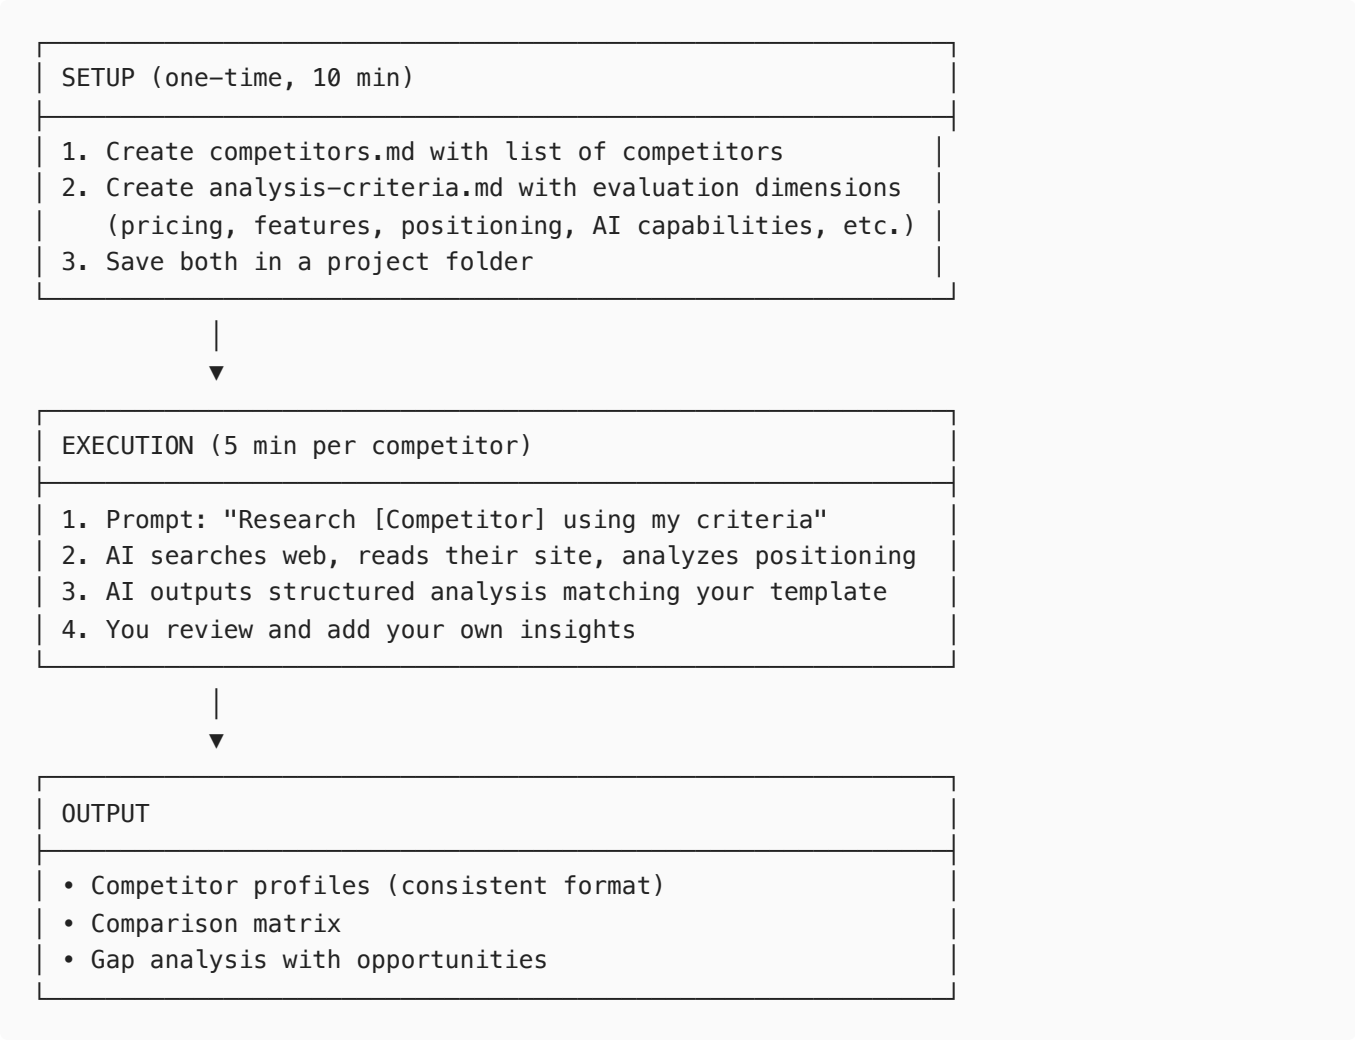 SETUP (one-time, 10 min)
1. Create competitors.md with list of competitors
2. Create analysis-criteria.md with evaluation dimensions
(pricing, features, positioning, AI capabilities, etc.)
3. Save both in a project folder
EXECUTION (5 min per competitor)
1. Prompt: "Research [Competitor] using my criteria"
2. AI searches web, reads their site, analyzes positioning
3. AI outputs structured analysis matching your template
4. You review and add your own insights
OUTPUT
• Competitor profiles (consistent format)
• Comparison matrix
• Gap analysis with opportunities